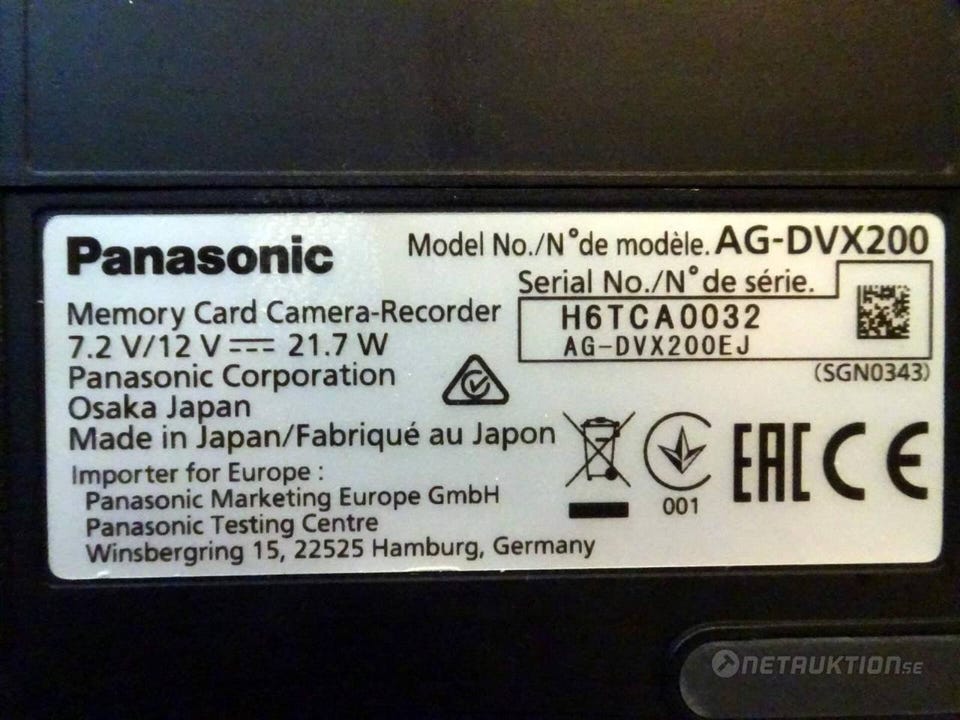 Panasonic
Model No./N° de modèle. AG-DVX200
Serial No./N° de série.
H6TCA0032
AG-DVX200EJ
(SGN0343)
Memory Card Camera-Recorder
7.2 V/12 V ⎓ 21.7 W
Panasonic Corporation
Osaka Japan
Made in Japan/Fabriqué au Japon
Importer for Europe :
Panasonic Marketing Europe GmbH
Panasonic Testing Centre
Winsbergring 15, 22525 Hamburg, Germany
001
EAC CE
NETAUKTION.SE